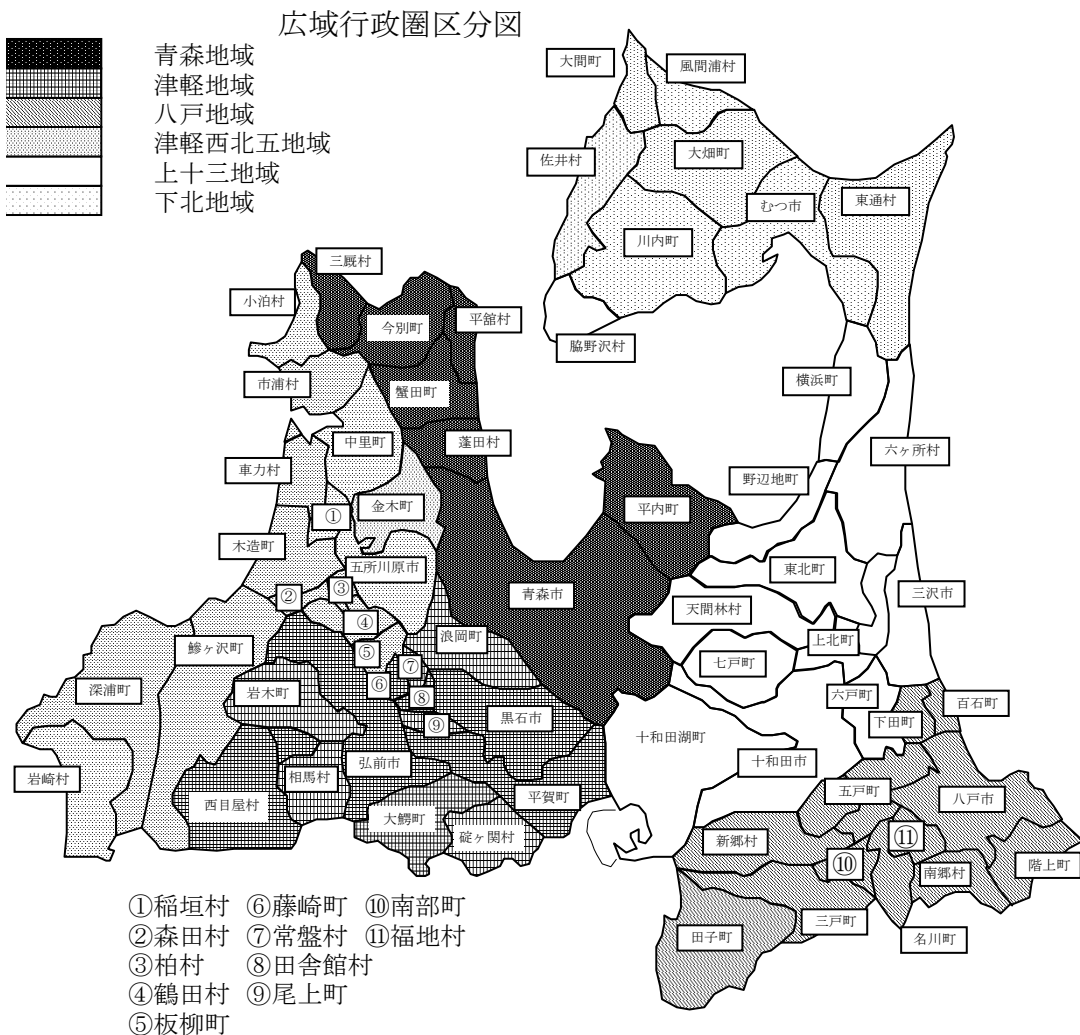 広域行政圏区分図
青森地域
津軽地域
八戸地域
津軽西北五地域
上十三地域
下北地域
大間町
風間浦村
佐井村
大畑町
むつ市
東通村
川内町
脇野沢村
三厩村
小泊村
今別町
平舘村
市浦村
蟹田町
横浜町
中里町
蓬田村
六ヶ所村
車力村
野辺地町
金木町
平内町
①
木造町
五所川原市
東北町
③
②
青森市
三沢市
④
天間林村
浪岡町
上北町
鰺ヶ沢町
⑤
⑦
七戸町
深浦町
⑥
岩木町
⑧
六戸町
百石町
⑨
黒石市
下田町
十和田湖町
岩崎村
相馬村
弘前市
十和田市
西目屋村
平賀町
五戸町
八戸市
大鰐町
碇ヶ関村
新郷村
⑪
⑩
南郷村
階上町
三戸町
田子町
名川町
①稲垣村 ⑥藤崎町 ⑩南部町
②森田村 ⑦常盤村 ⑪福地村
③柏村 ⑧田舎館村
④鶴田村 ⑨尾上町
⑤板柳町